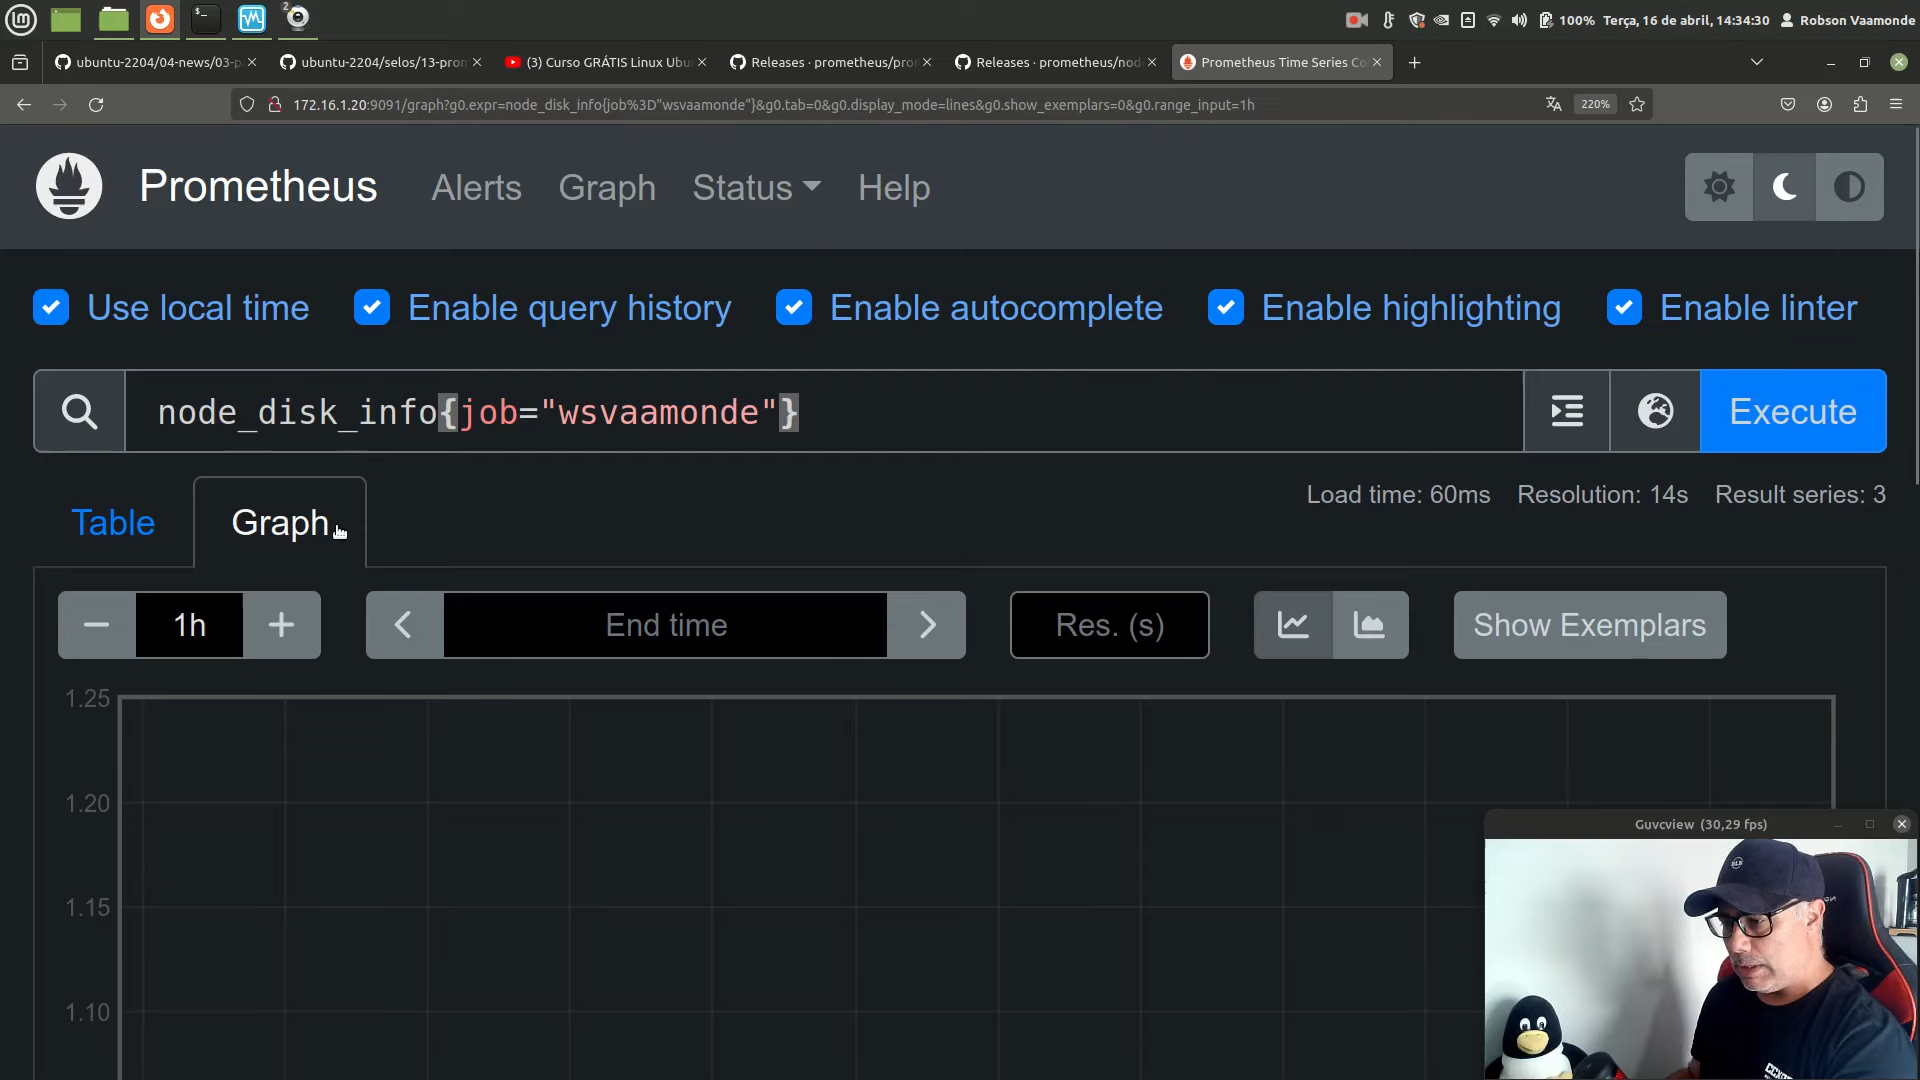 2
100% Terça, 16 de abril, 14:34:30 Robson Vaamonde
ubuntu-2204/04-news/03-p
ubuntu-2204/selos/13-pron
(3) Curso GRÁTIS Linux Ubu
Releases · prometheus/pro
Releases · prometheus/nod
Prometheus Time Series Co
172.16.1.20:9091/graph?g0.expr=node_disk_info{job%3D"wsvaamonde"}&g0.tab=0&g0.display_mode=lines&g0.show_exemplars=0&g0.range_input=1h
220%
Prometheus Alerts Graph Status Help
Use local time Enable query history Enable autocomplete Enable highlighting Enable linter
node_disk_info{job="wsvaamonde"}
Execute
Load time: 60ms Resolution: 14s Result series: 3
Table Graph
1h End time Res. (s) Show Exemplars
1.25
1.20
1.15
1.10
Guvcview (30,29 fps)